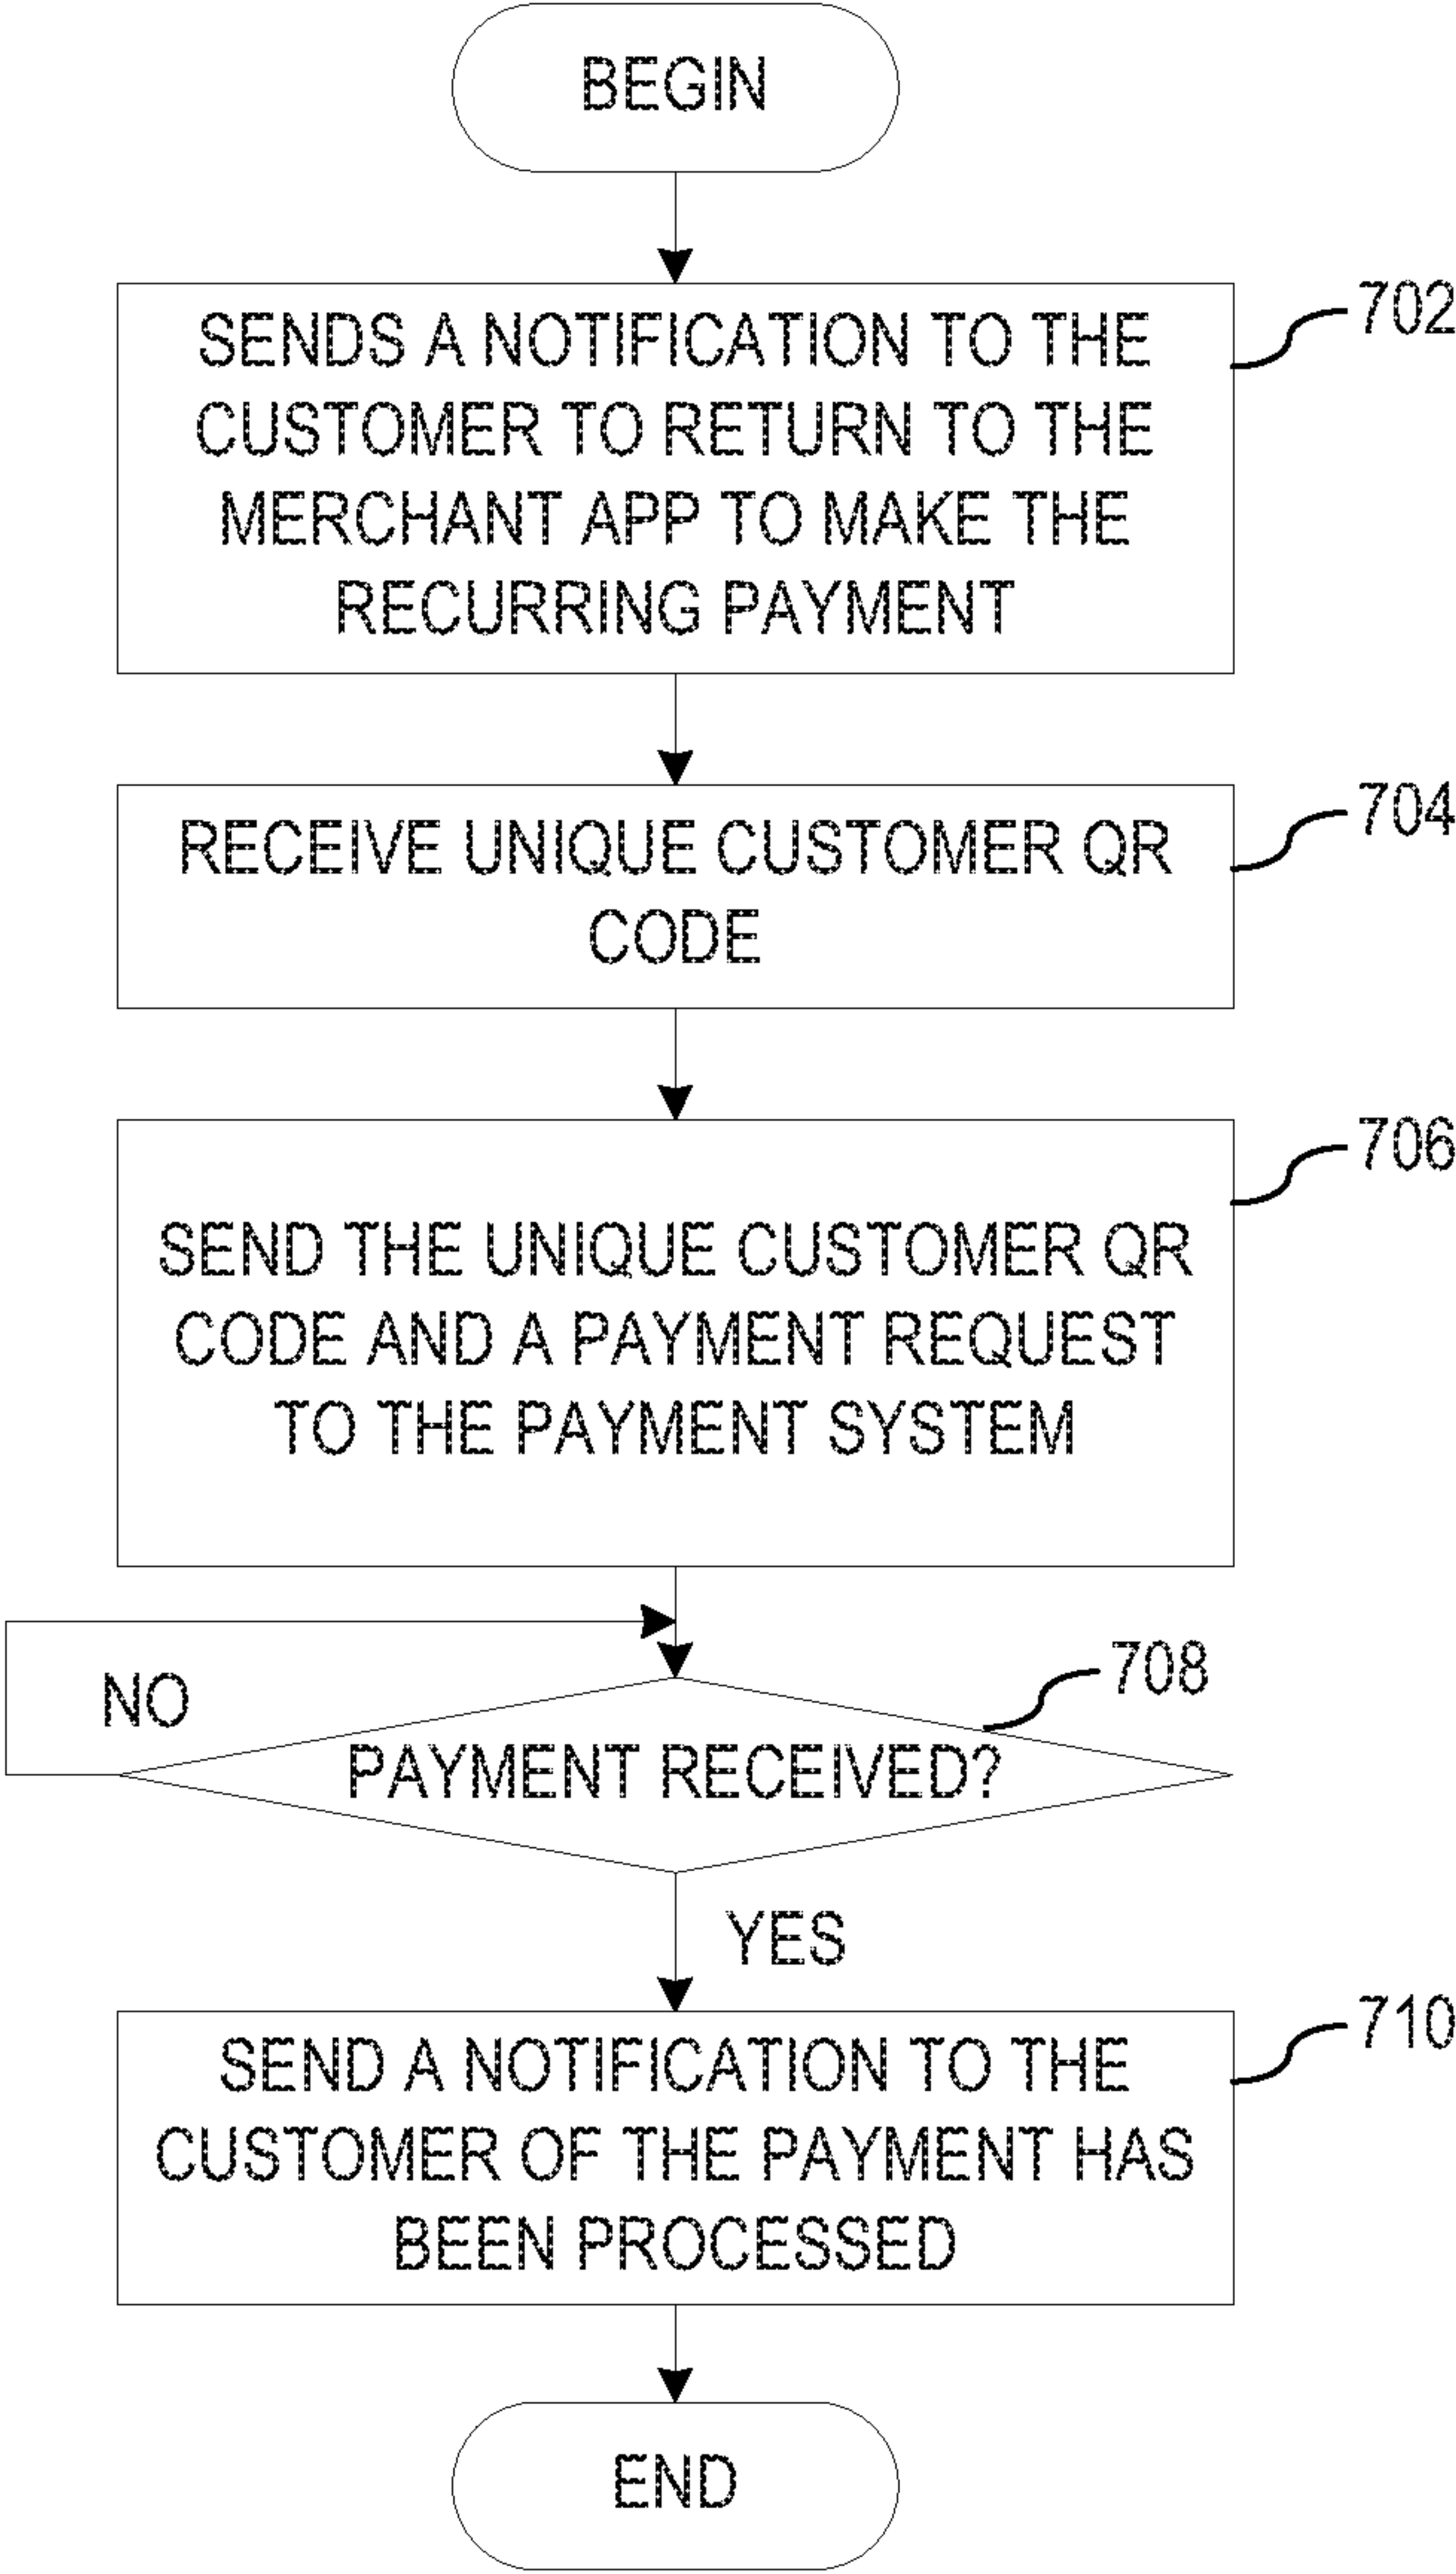 BEGIN
702
SENDS A NOTIFICATION TO THE
CUSTOMER TO RETURN TO THE
MERCHANT APP TO MAKE THE
RECURRING PAYMENT
704
RECEIVE UNIQUE CUSTOMER QR
CODE
706
SEND THE UNIQUE CUSTOMER QR
CODE AND A PAYMENT REQUEST
TO THE PAYMENT SYSTEM
708
NO
PAYMENT RECEIVED?
YES
710
SEND A NOTIFICATION TO THE
CUSTOMER OF THE PAYMENT HAS
BEEN PROCESSED
END